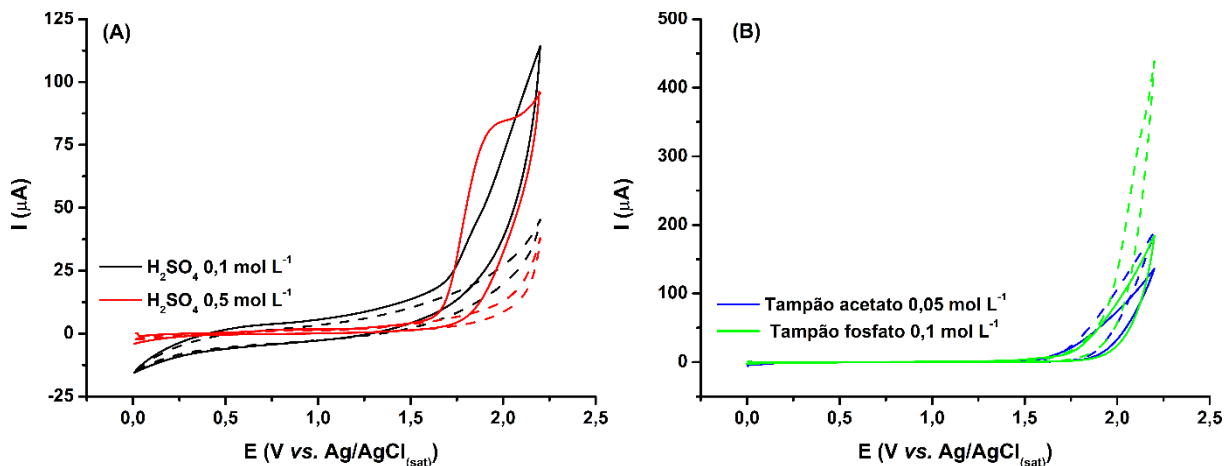 (A)
125
100
75
50
25
0
-25
I (µA)
H₂SO₄ 0,1 mol L⁻¹
H₂SO₄ 0,5 mol L⁻¹
0,0 0,5 1,0 1,5 2,0 2,5
E (V vs. Ag/AgCl(sat))
(B)
500
400
300
200
100
0
I (µA)
Tampão acetato 0,05 mol L⁻¹
Tampão fosfato 0,1 mol L⁻¹
0,0 0,5 1,0 1,5 2,0 2,5
E (V vs. Ag/AgCl(sat))